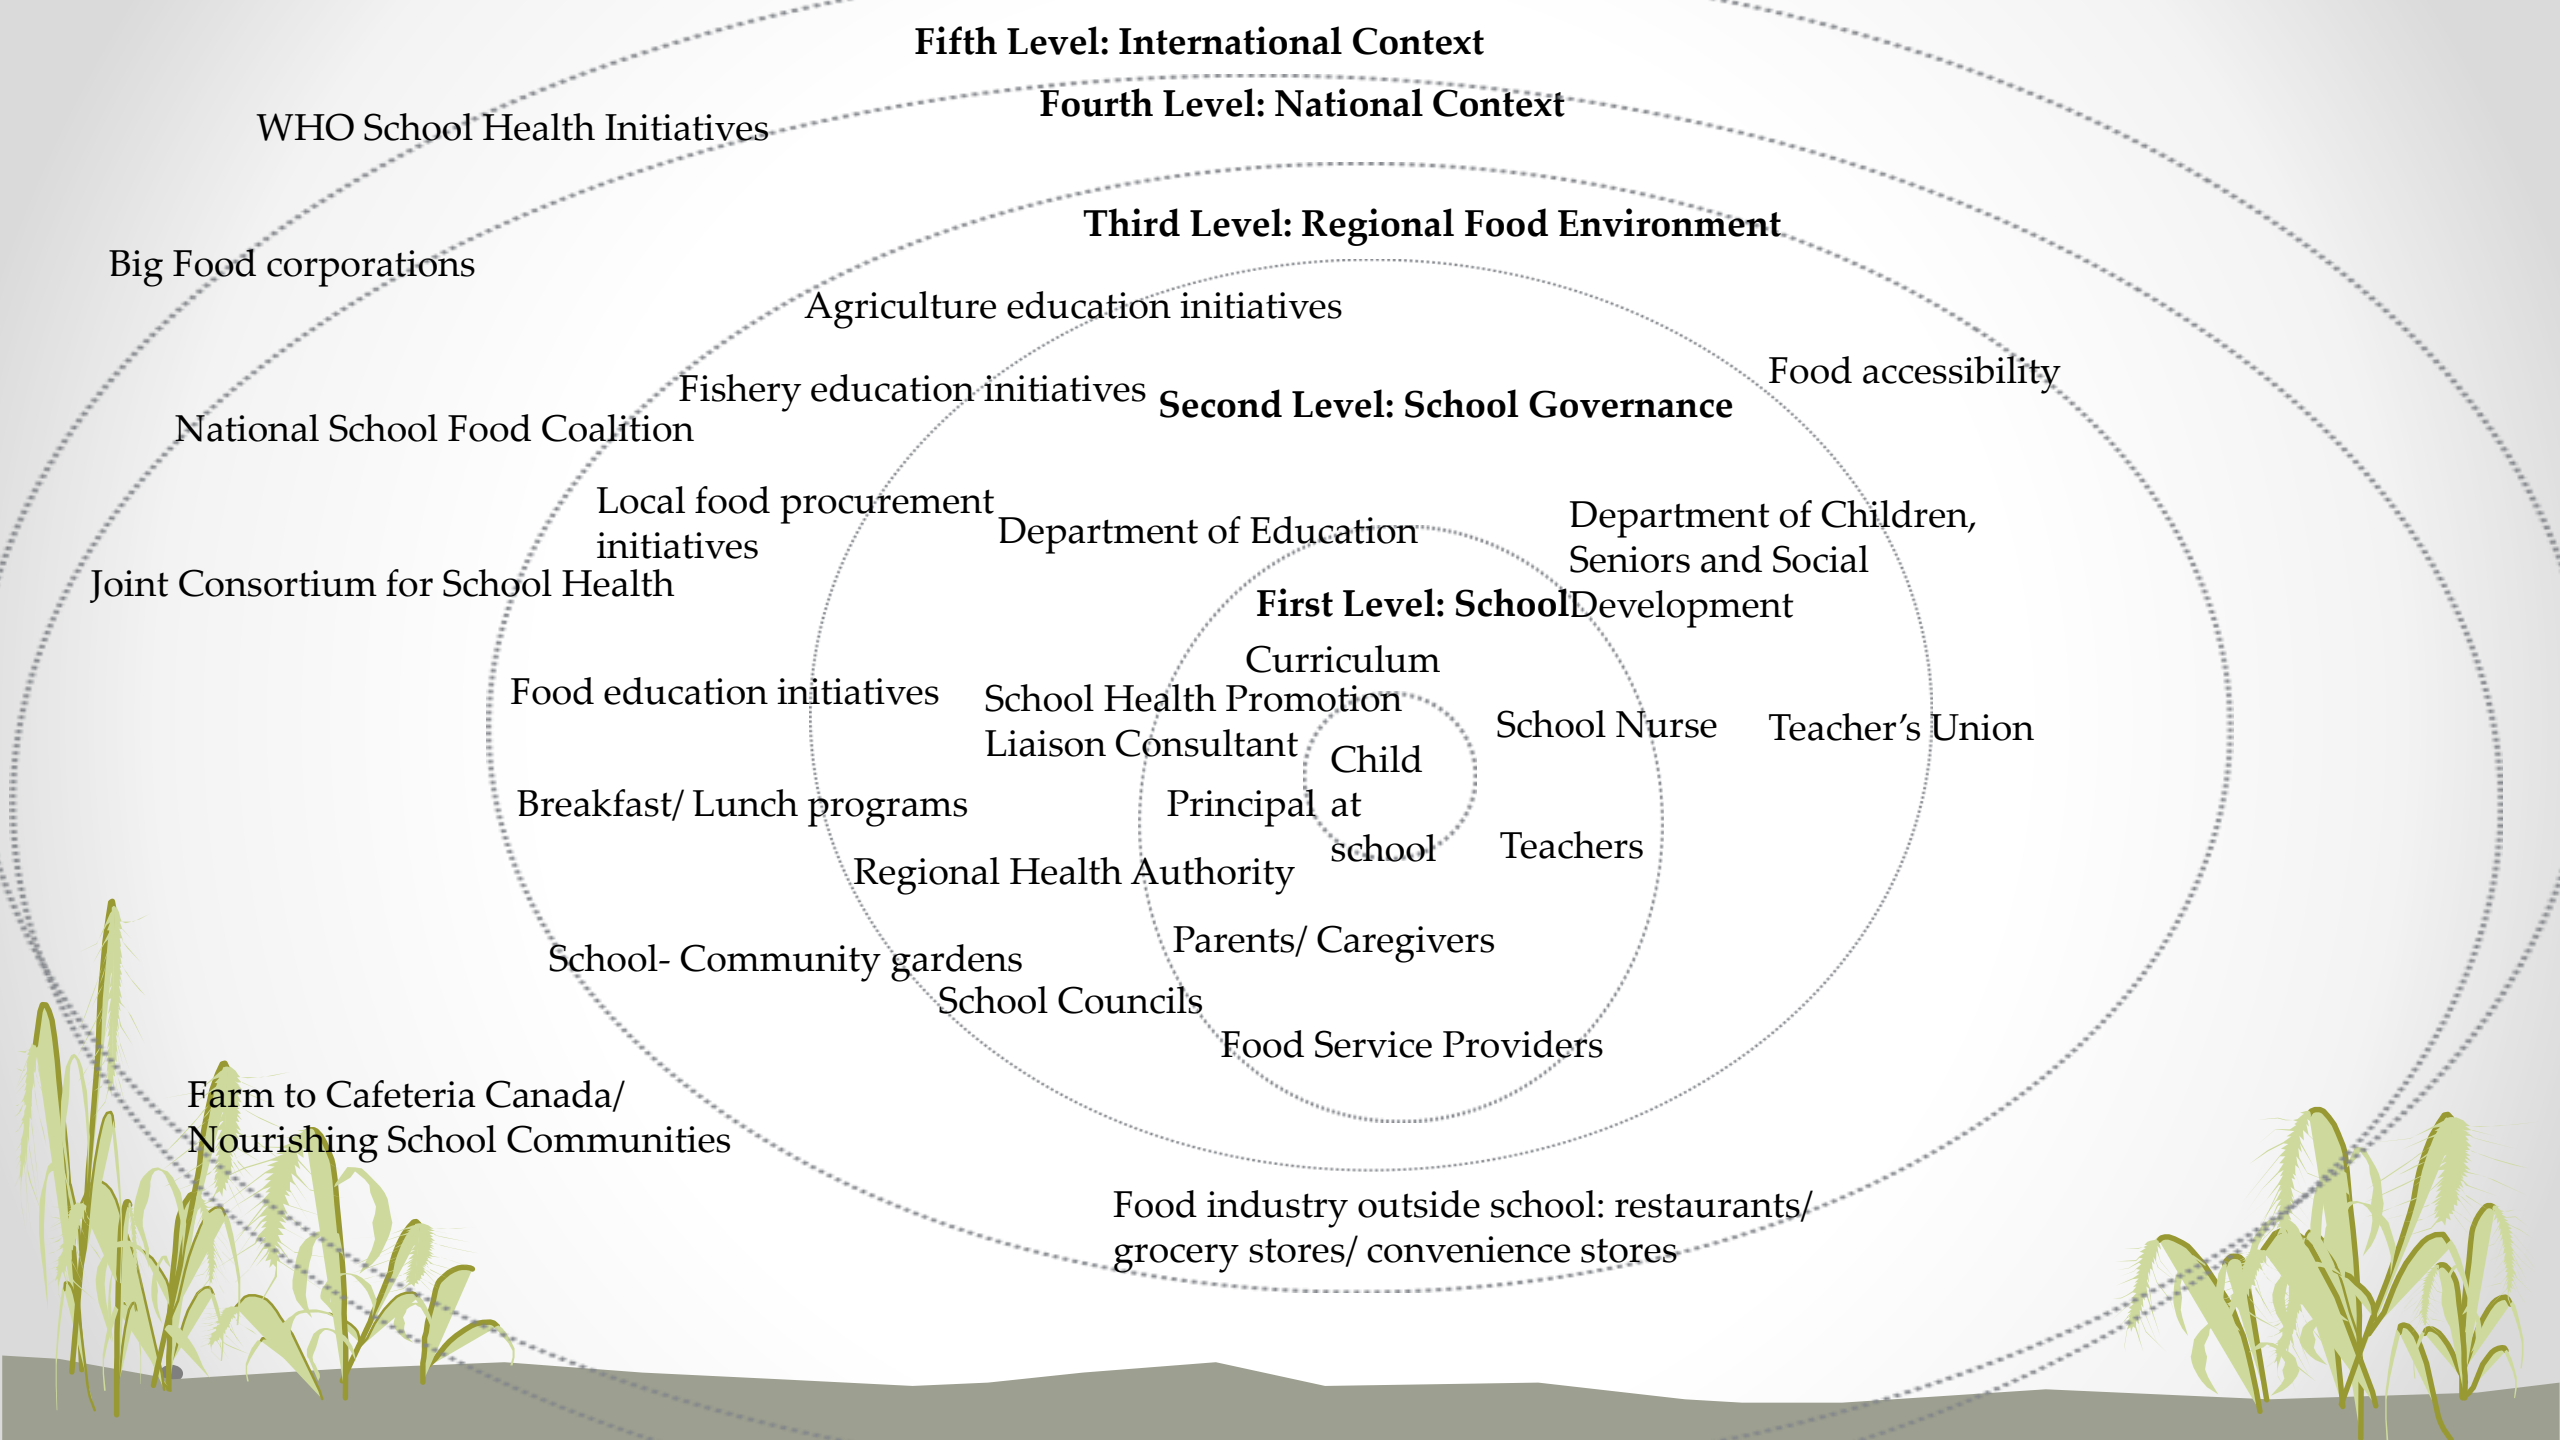 Fifth Level: International Context
Fourth Level: National Context
WHO School Health Initiatives
Third Level: Regional Food Environment
Big Food corporations
Agriculture education initiatives
Food accessibility
Fishery education initiatives
Second Level: School Governance
National School Food Coalition
Local food procurement
initiatives
Department of Education
Department of Children,
Seniors and Social
Development
Joint Consortium for School Health
First Level: School
Curriculum
Food education initiatives
School Health Promotion
Liaison Consultant
School Nurse
Teacher’s Union
Child
at
school
Breakfast/ Lunch programs
Principal
Teachers
Regional Health Authority
Parents/ Caregivers
School- Community gardens
School Councils
Food Service Providers
Farm to Cafeteria Canada/
Nourishing School Communities
Food industry outside school: restaurants/
grocery stores/ convenience stores